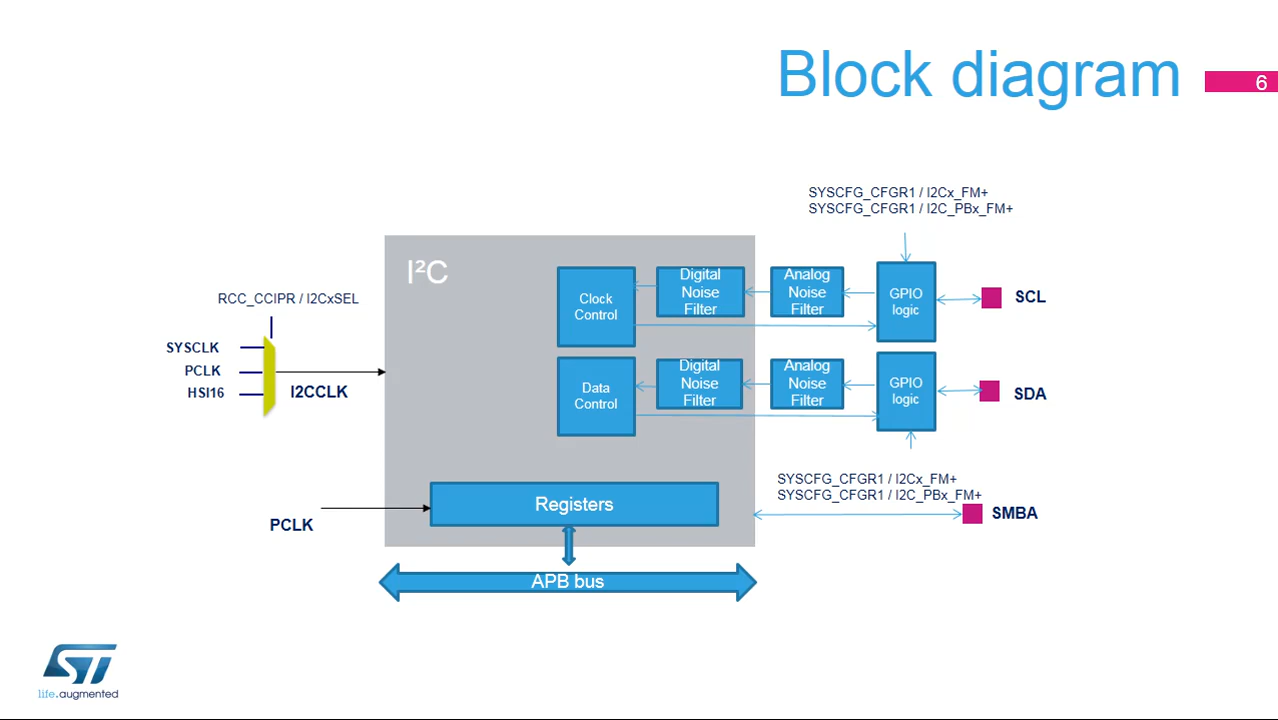 Block diagram
6
SYSCFG_CFGR1 / I2Cx_FM+
SYSCFG_CFGR1 / I2C_PBx_FM+
I²C
RCC_CCIPR / I2CxSEL
SYSCLK
PCLK
HSI16
I2CCLK
Clock
Control
Digital
Noise
Filter
Analog
Noise
Filter
GPIO
logic
SCL
Data
Control
Digital
Noise
Filter
Analog
Noise
Filter
GPIO
logic
SDA
SYSCFG_CFGR1 / I2Cx_FM+
SYSCFG_CFGR1 / I2C_PBx_FM+
SMBA
Registers
PCLK
APB bus
ST
life.augmented